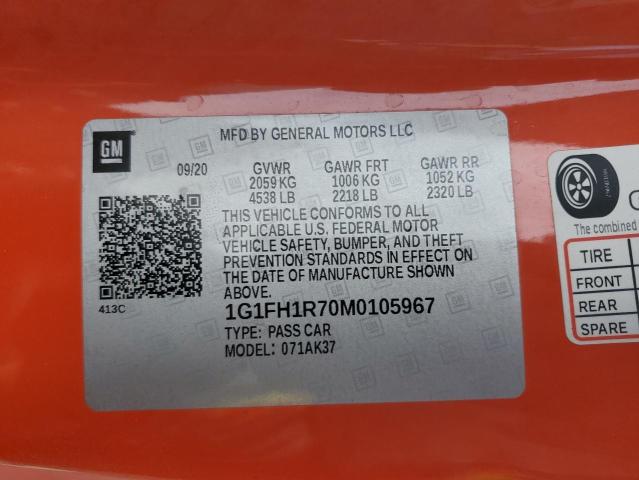 GM
MFD BY GENERAL MOTORS LLC
09/20 GVWR GAWR FRT GAWR RR
2059 KG 1006 KG 1052 KG
4538 LB 2218 LB 2320 LB
THIS VEHICLE CONFORMS TO ALL
APPLICABLE U.S. FEDERAL MOTOR
VEHICLE SAFETY, BUMPER, AND THEFT
PREVENTION STANDARDS IN EFFECT ON
THE DATE OF MANUFACTURE SHOWN
ABOVE.
413C
1G1FH1R70M0105967
TYPE: PASS CAR
MODEL: 071AK37
The combined
TIRE
FRONT
REAR
SPARE